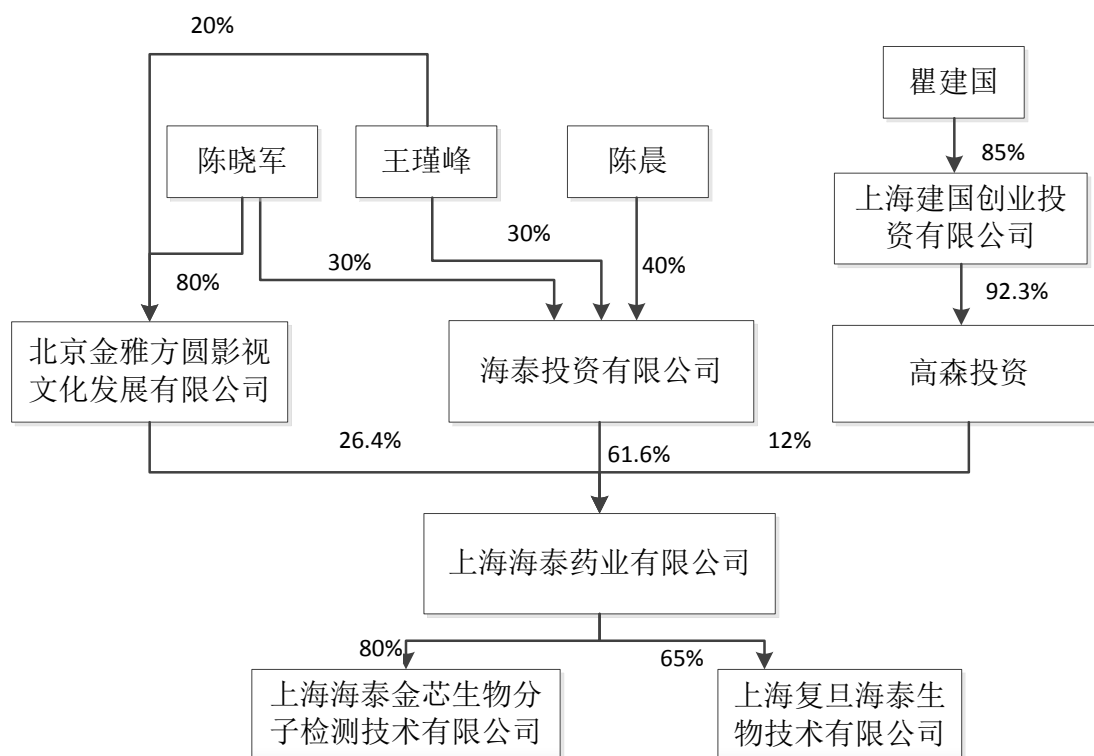 20%
瞿建国
陈晓军
王瑾峰
陈晨
85%
上海建国创业投
资有限公司
30%
30%
40%
80%
92.3%
北京金雅方圆影视
文化发展有限公司
海泰投资有限公司
高森投资
26.4%
61.6%
12%
上海海泰药业有限公司
80%
65%
上海海泰金芯生物分
子检测技术有限公司
上海复旦海泰生
物技术有限公司